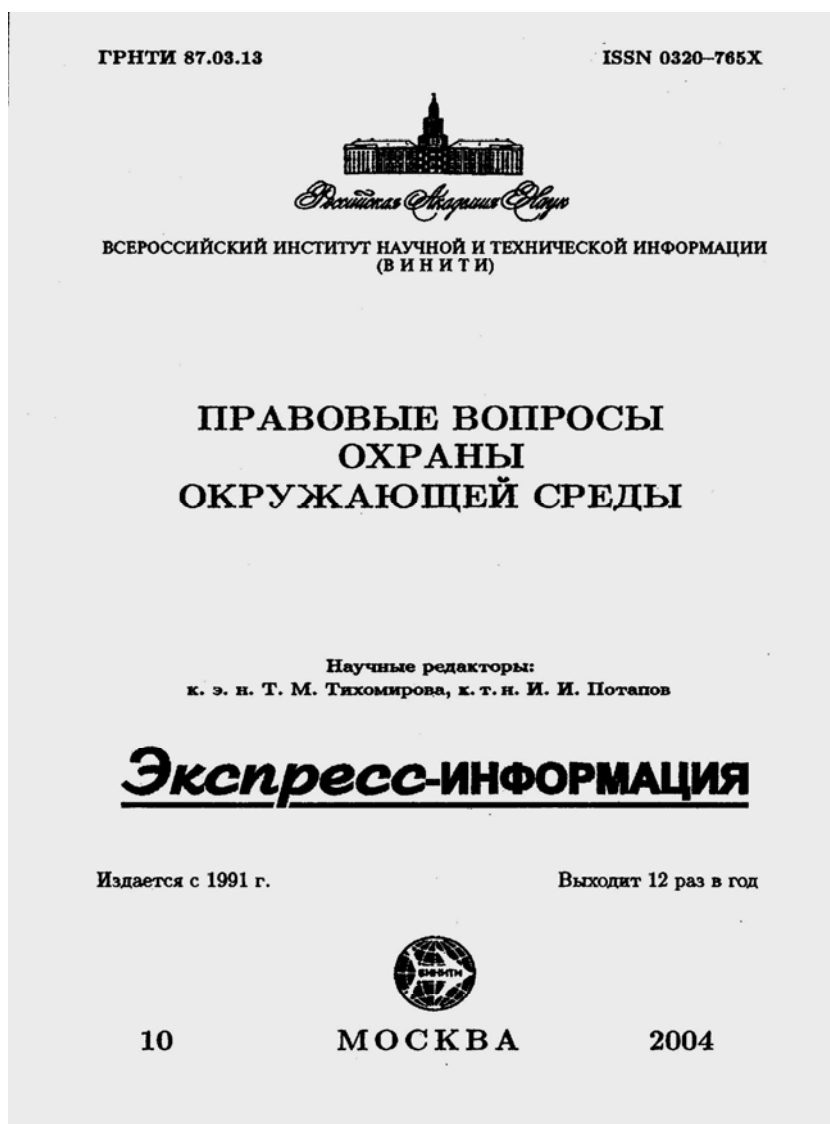 ГРНТИ 87.03.13
ISSN 0320–765X
Российская Академия Наук
ВСЕРОССИЙСКИЙ ИНСТИТУТ НАУЧНОЙ И ТЕХНИЧЕСКОЙ ИНФОРМАЦИИ
(В И Н И Т И)
ПРАВОВЫЕ ВОПРОСЫ
ОХРАНЫ
ОКРУЖАЮЩЕЙ СРЕДЫ
Научные редакторы:
к. э. н. Т. М. Тихомирова, к. т. н. И. И. Потапов
Экспресс-ИНФОРМАЦИЯ
Издается с 1991 г.
Выходит 12 раз в год
ВИНИТИ
10
МОСКВА
2004